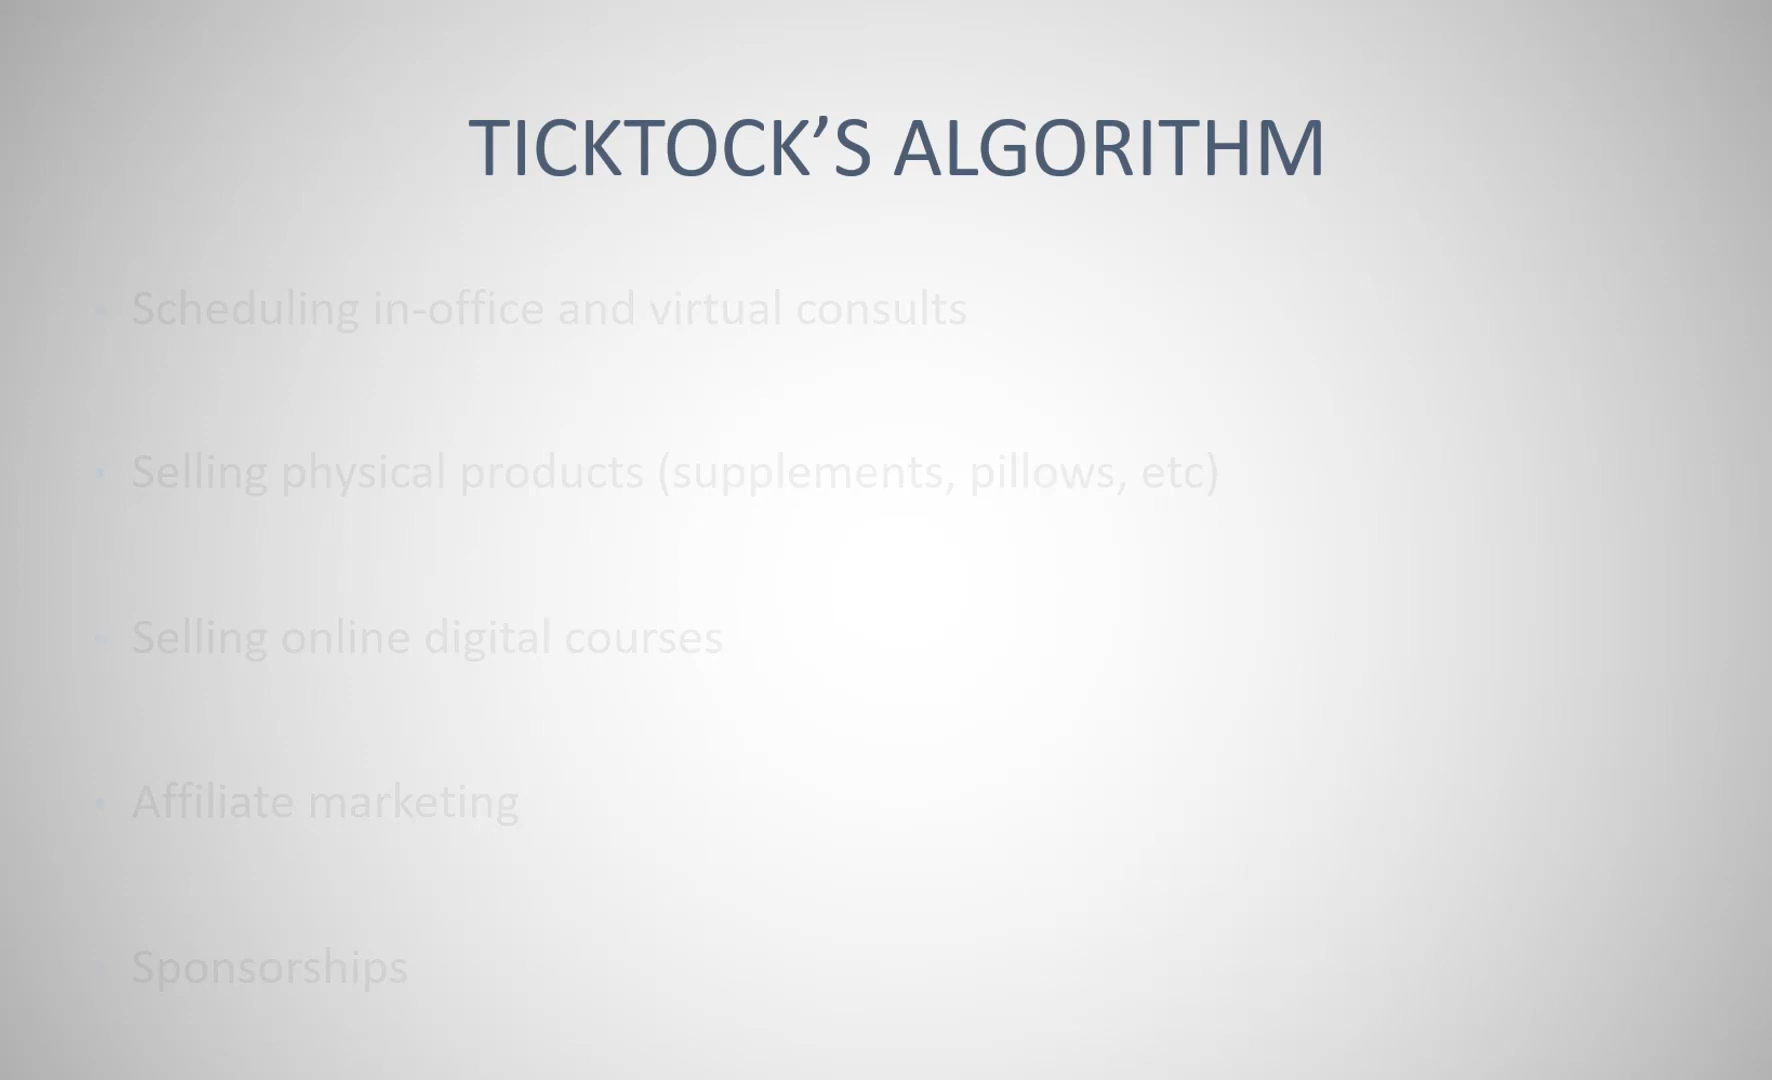 TICKTOCK’S ALGORITHM
• Scheduling in-office and virtual consults
• Selling physical products (supplements, pillows, etc)
• Selling online digital courses
• Affiliate marketing
Sponsorships